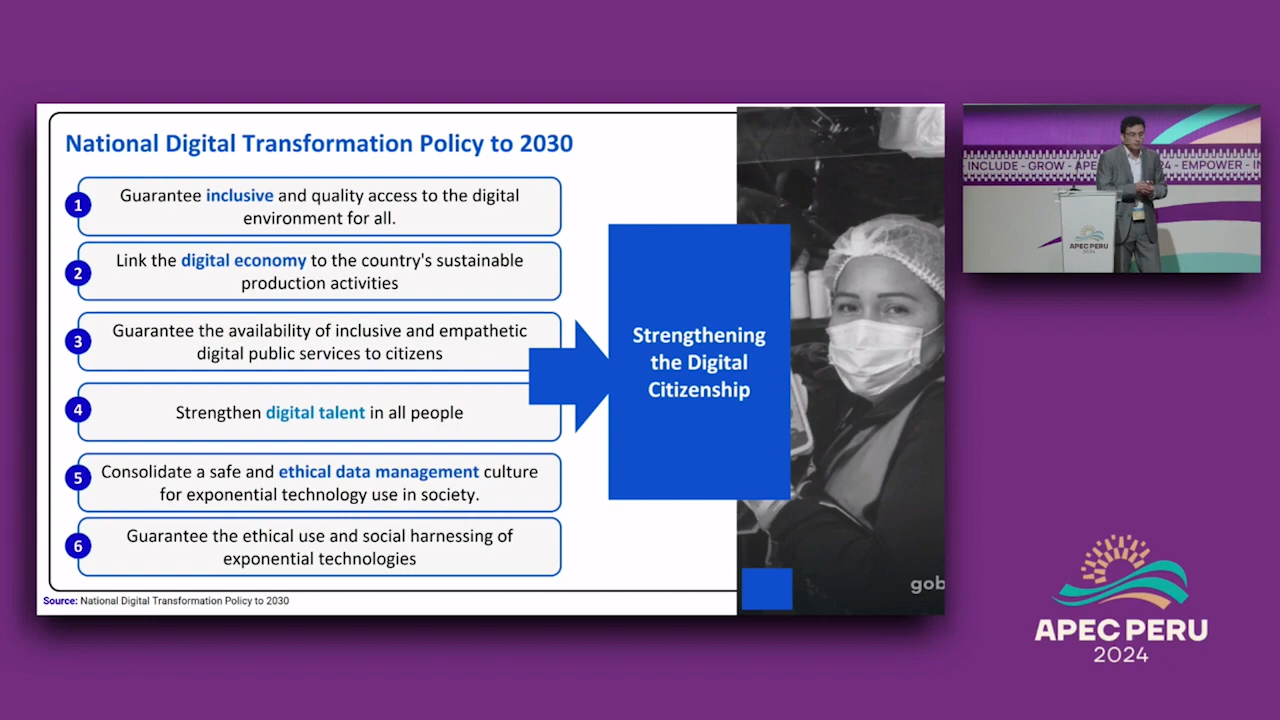 National Digital Transformation Policy to 2030
1
Guarantee inclusive and quality access to the digital
environment for all.
2
Link the digital economy to the country's sustainable
production activities
3
Guarantee the availability of inclusive and empathetic
digital public services to citizens
4
Strengthen digital talent in all people
5
Consolidate a safe and ethical data management culture
for exponential technology use in society.
6
Guarantee the ethical use and social harnessing of
exponential technologies
Strengthening
the Digital
Citizenship
gob
Source: National Digital Transformation Policy to 2030
INCLUDE - GROW - APE
24 - EMPOWER - IN
APEC PERU
2024
APEC PERU
2024